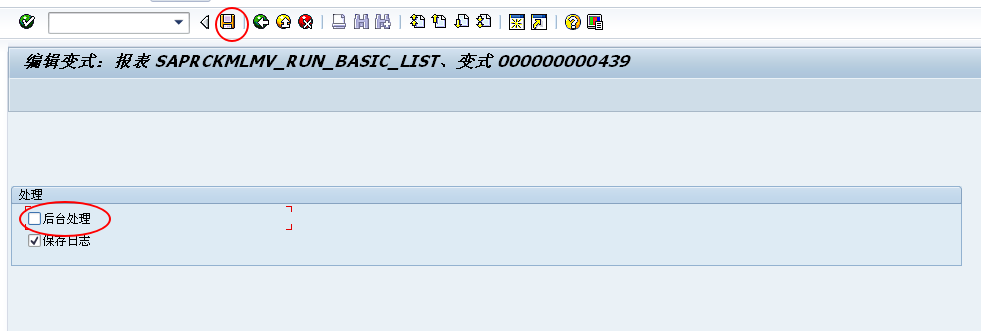 编辑变式：报表 SAPRCKMLMV_RUN_BASIC_LIST、变式 000000000439
处理
后台处理
保存日志